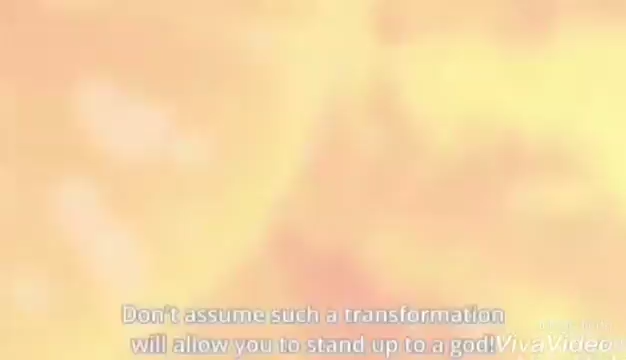 Don't assume such a transformation
will allow you to stand up to a god!
VivaVideo